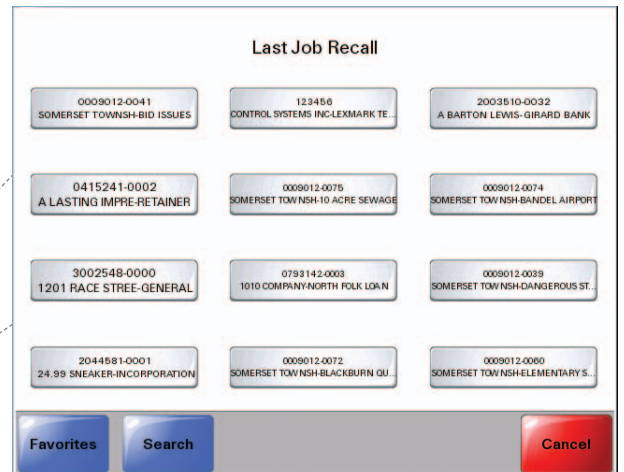 Last Job Recall
0009012-0041
SOMERSET TOWNSH-BID ISSUES
123456
CONTROL SYSTEMS INC-LEXMARK TE...
2003510-0032
A BARTON LEWIS-GIRARD BANK
0415241-0002
A LASTING IMPRE-RETAINER
0009012-0075
SOMERSET TOWNSH-10 ACRE SEWAGE
0009012-0074
SOMERSET TOWNSH-BANDEL AIRPORT
3002548-0000
1201 RACE STREE-GENERAL
0793142-0003
1010 COMPANY-NORTH FOLK LOAN
0009012-0039
SOMERSET TOWNSH-DANGEROUS ST...
2044581-0001
24.99 SNEAKER-INCORPORATION
0009012-0072
SOMERSET TOWNSH-BLACKBURN QU...
0009012-0060
SOMERSET TOWNSH-ELEMENTARY S...
Favorites
Search
Cancel